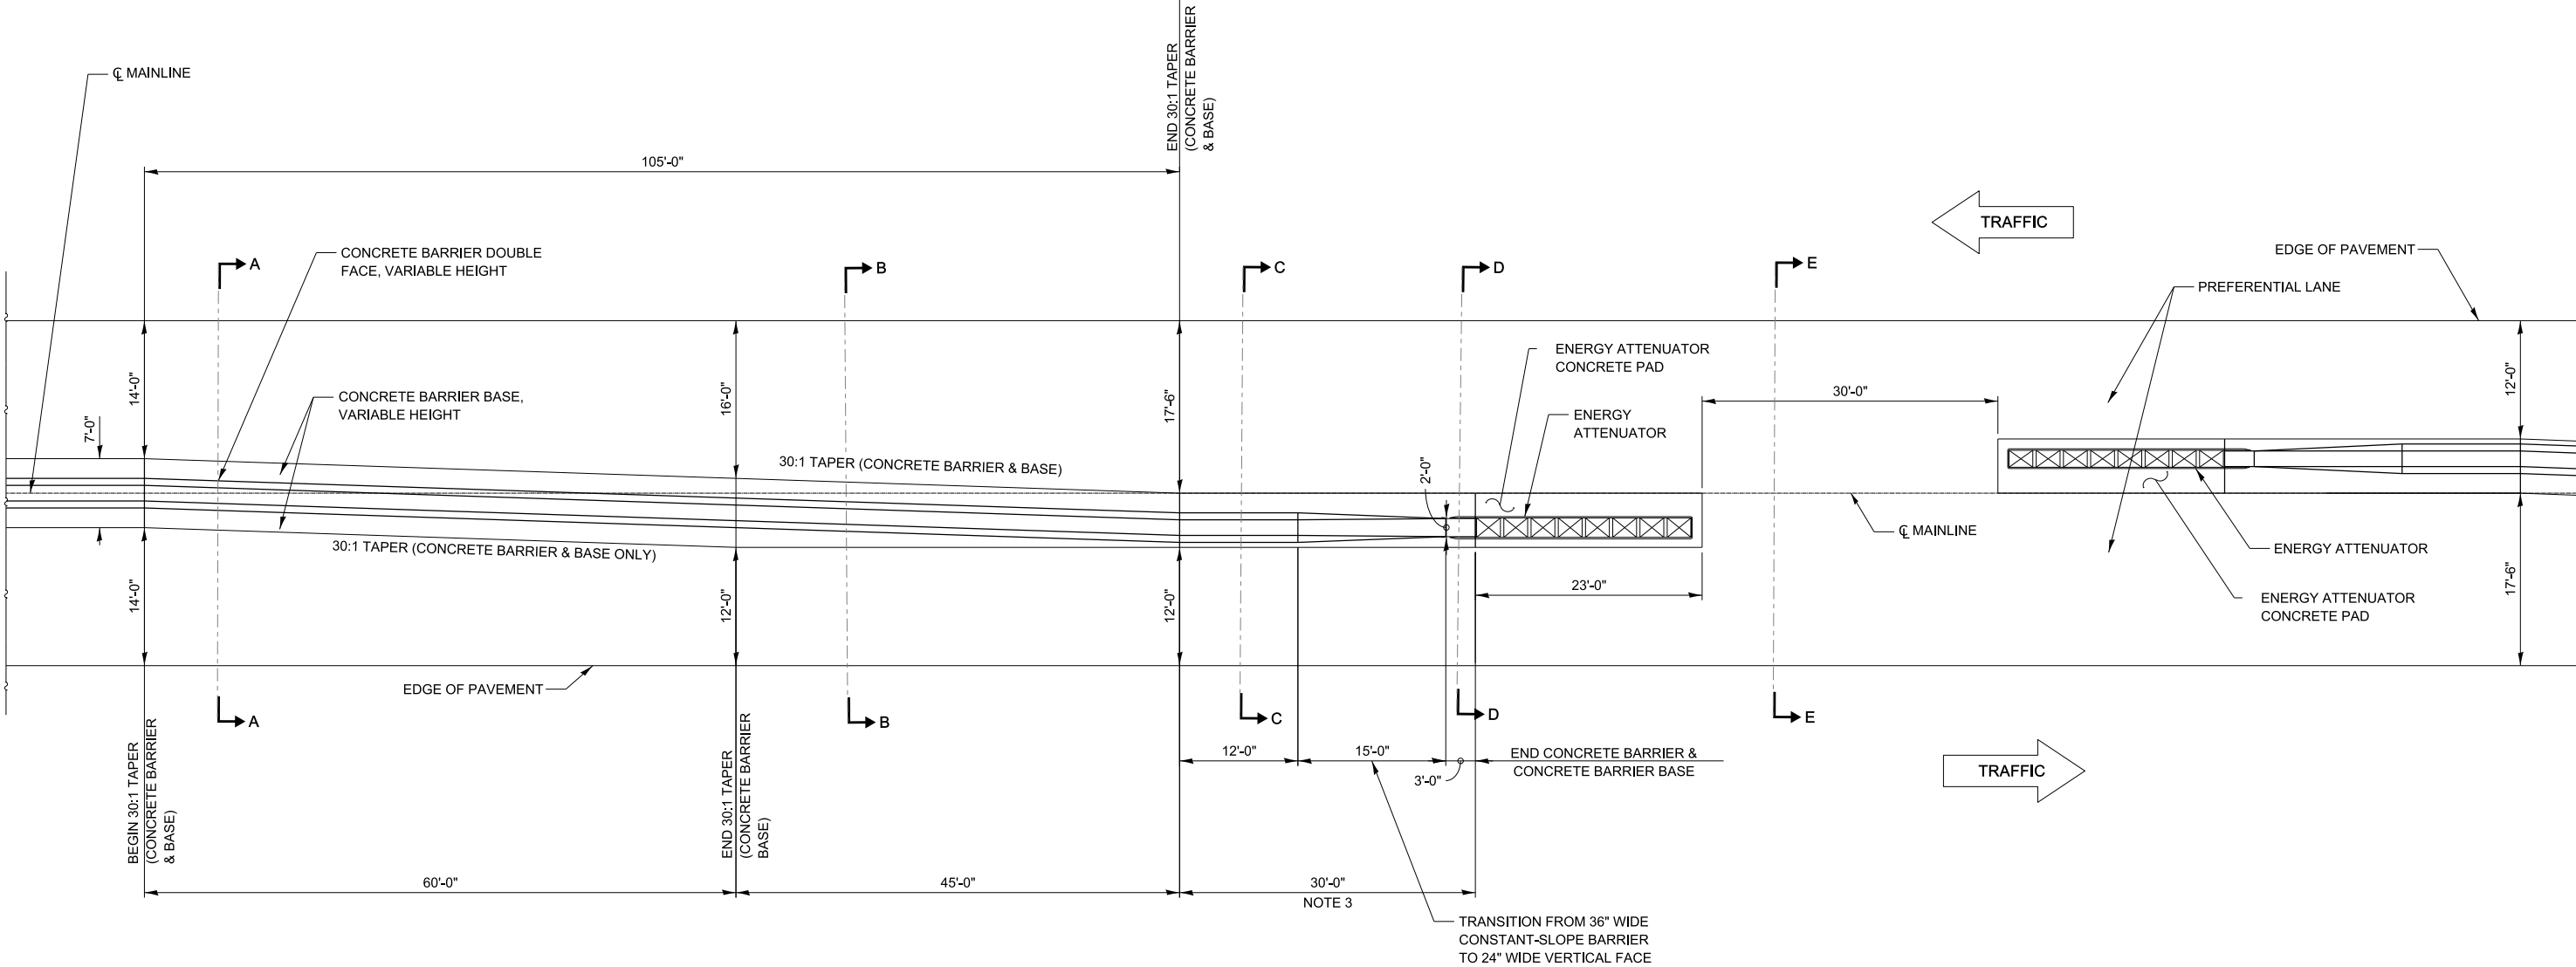 END 30:1 TAPER
(CONCRETE BARRIER
& BASE)
℄ MAINLINE
105'-0"
TRAFFIC
CONCRETE BARRIER DOUBLE
FACE, VARIABLE HEIGHT
A
B
C
D
E
EDGE OF PAVEMENT
PREFERENTIAL LANE
ENERGY ATTENUATOR
CONCRETE PAD
14'-0"
16'-0"
17'-6"
12'-0"
30'-0"
CONCRETE BARRIER BASE,
VARIABLE HEIGHT
7'-0"
ENERGY
ATTENUATOR
30:1 TAPER (CONCRETE BARRIER & BASE)
2'-0"
30:1 TAPER (CONCRETE BARRIER & BASE ONLY)
℄ MAINLINE
ENERGY ATTENUATOR
14'-0"
12'-0"
12'-0"
23'-0"
17'-6"
ENERGY ATTENUATOR
CONCRETE PAD
EDGE OF PAVEMENT
A
B
C
D
E
12'-0"
15'-0"
3'-0"
END CONCRETE BARRIER &
CONCRETE BARRIER BASE
TRAFFIC
BEGIN 30:1 TAPER
(CONCRETE BARRIER
& BASE)
END 30:1 TAPER
(CONCRETE BARRIER
BASE)
60'-0"
45'-0"
30'-0"
NOTE 3
TRANSITION FROM 36" WIDE
CONSTANT-SLOPE BARRIER
TO 24" WIDE VERTICAL FACE